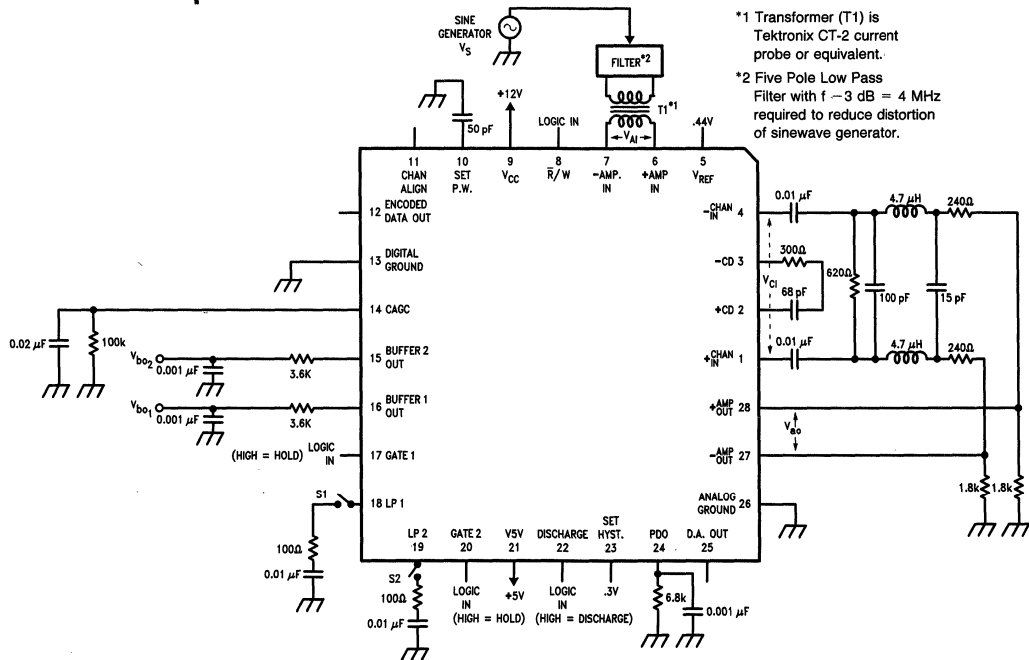 SINE
GENERATOR
V_S
FILTER*2
T1*1
*1 Transformer (T1) is
Tektronix CT-2 current
probe or equivalent.
*2 Five Pole Low Pass
Filter with f −3 dB = 4 MHz
required to reduce distortion
of sinewave generator.
50 pF
+12V
LOGIC IN
V_AI
.44V
11 CHAN ALIGN
10 SET P.W.
9 V_CC
8 R̅/W
7 -AMP. IN
6 +AMP IN
5 V_REF
12 ENCODED DATA OUT
13 DIGITAL GROUND
14 CAGC
15 BUFFER 2 OUT
16 BUFFER 1 OUT
17 GATE 1
18 LP 1
0.02 μF
100k
V_bo2
0.001 μF
3.6K
V_bo1
0.001 μF
3.6K
(HIGH = HOLD) LOGIC IN
S1
100Ω
0.01 μF
-CHAN IN 4
-CD 3
+CD 2
+CHAN IN 1
+AMP OUT 28
-AMP OUT 27
ANALOG GROUND 26
0.01 μF
4.7 μH
240Ω
300Ω
V_CI
620Ω
68 pF
100 pF
15 pF
0.01 μF
4.7 μH
240Ω
V_ao
1.8k
1.8k
LP 2 19
GATE 2 20
V5V 21
DISCHARGE 22
SET HYST. 23
PDO 24
D.A. OUT 25
S2
100Ω
0.01 μF
LOGIC IN (HIGH = HOLD)
+5V
LOGIC IN (HIGH = DISCHARGE)
.3V
6.8k
0.001 μF